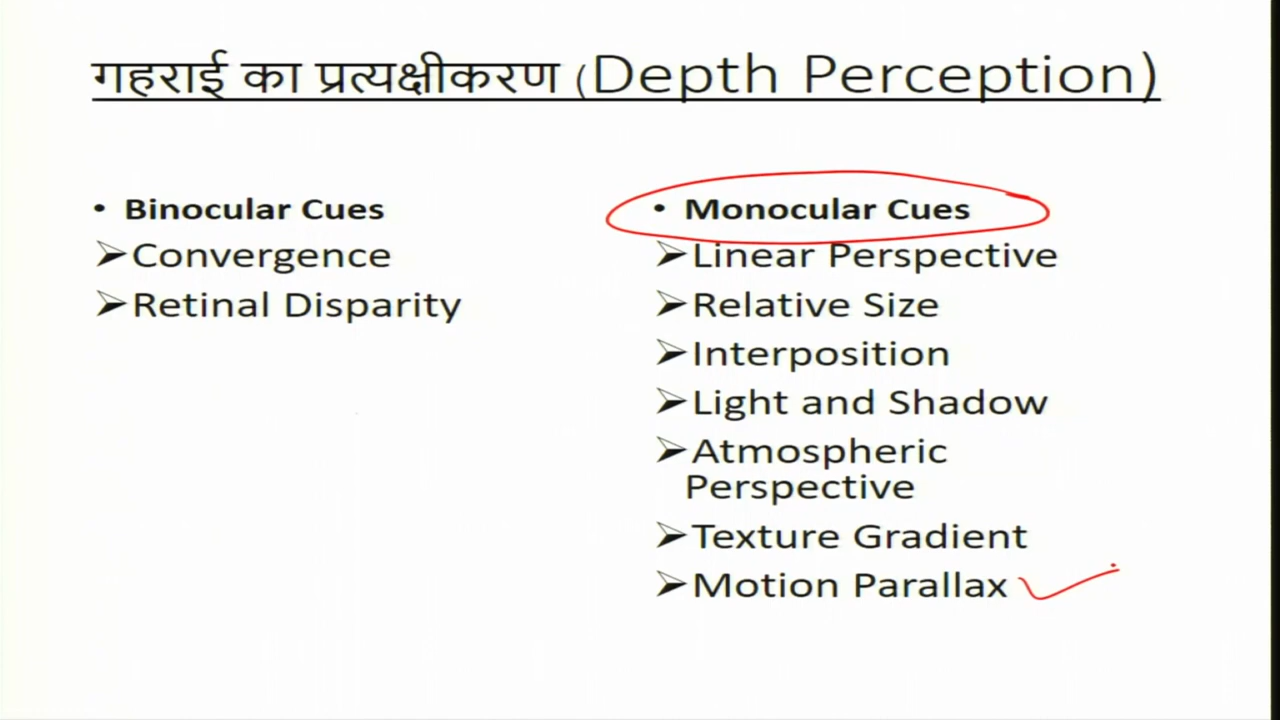 गहराई का प्रत्यक्षीकरण (Depth Perception)
• Binocular Cues
➢Convergence
➢Retinal Disparity
• Monocular Cues
➢Linear Perspective
➢Relative Size
➢Interposition
➢Light and Shadow
➢Atmospheric
Perspective
➢Texture Gradient
➢Motion Parallax